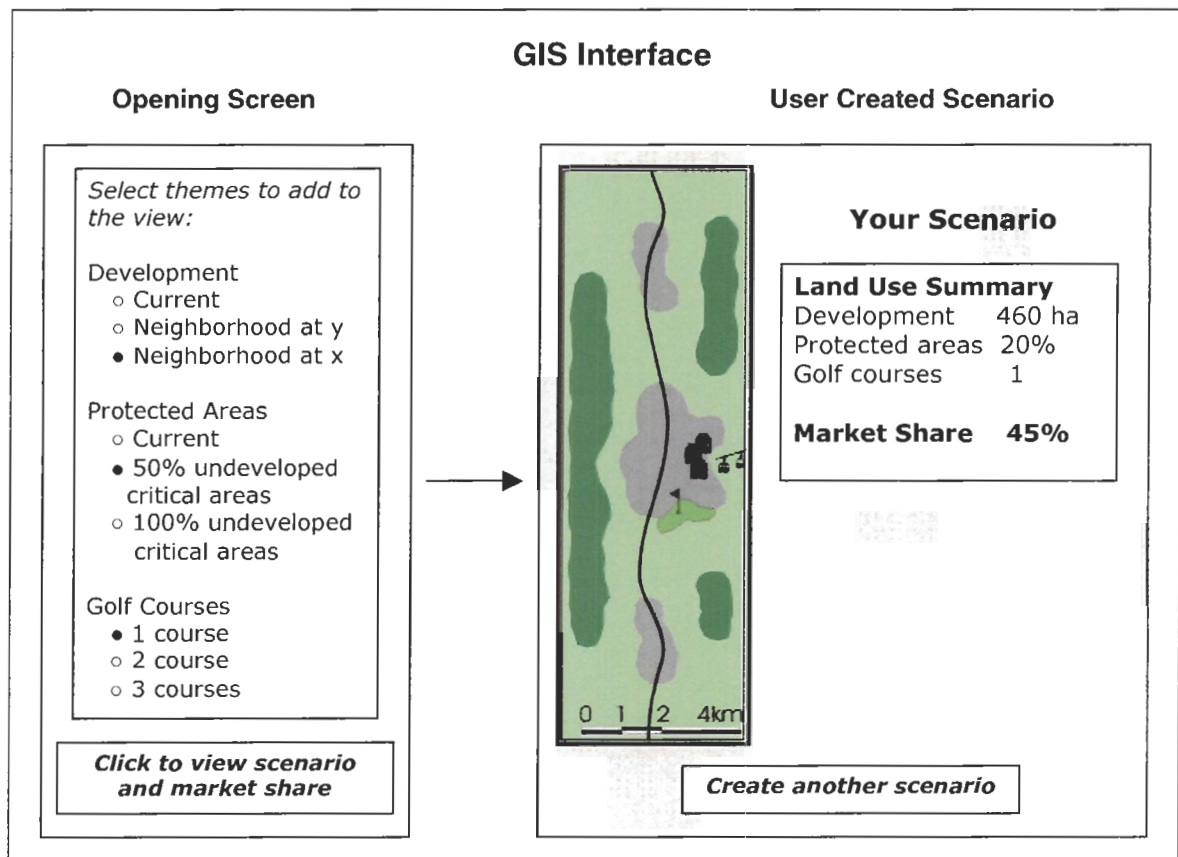 GIS Interface
Opening Screen
User Created Scenario
Select themes to add to
the view:
Development
○ Current
○ Neighborhood at y
● Neighborhood at x
Protected Areas
○ Current
● 50% undeveloped
critical areas
○ 100% undeveloped
critical areas
Golf Courses
● 1 course
○ 2 course
○ 3 courses
Click to view scenario
and market share
0 1 2 4km
Your Scenario
Land Use Summary
Development 460 ha
Protected areas 20%
Golf courses 1
Market Share 45%
Create another scenario